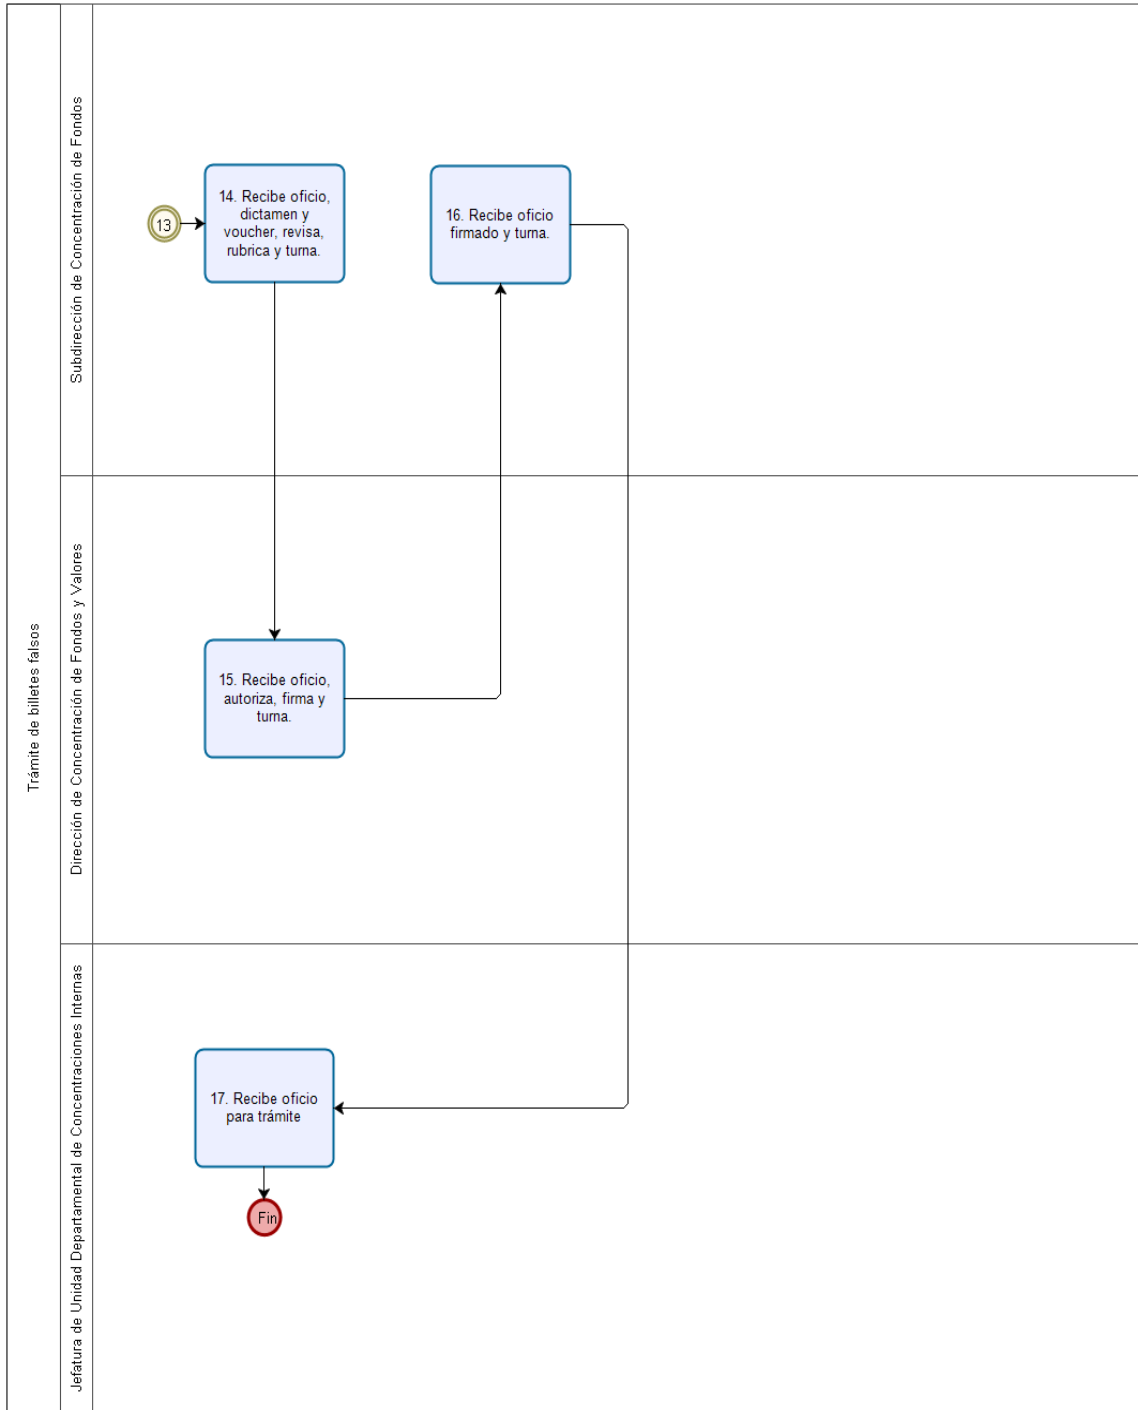 Trámite de billetes falsos
Subdirección de Concentración de Fondos
13
14. Recibe oficio,
dictamen y
voucher, revisa,
rubrica y turna.
16. Recibe oficio
firmado y turna.
Dirección de Concentración de Fondos y Valores
15. Recibe oficio,
autoriza, firma y
turna.
Jefatura de Unidad Departamental de Concentraciones Internas
17. Recibe oficio
para trámite
Fin